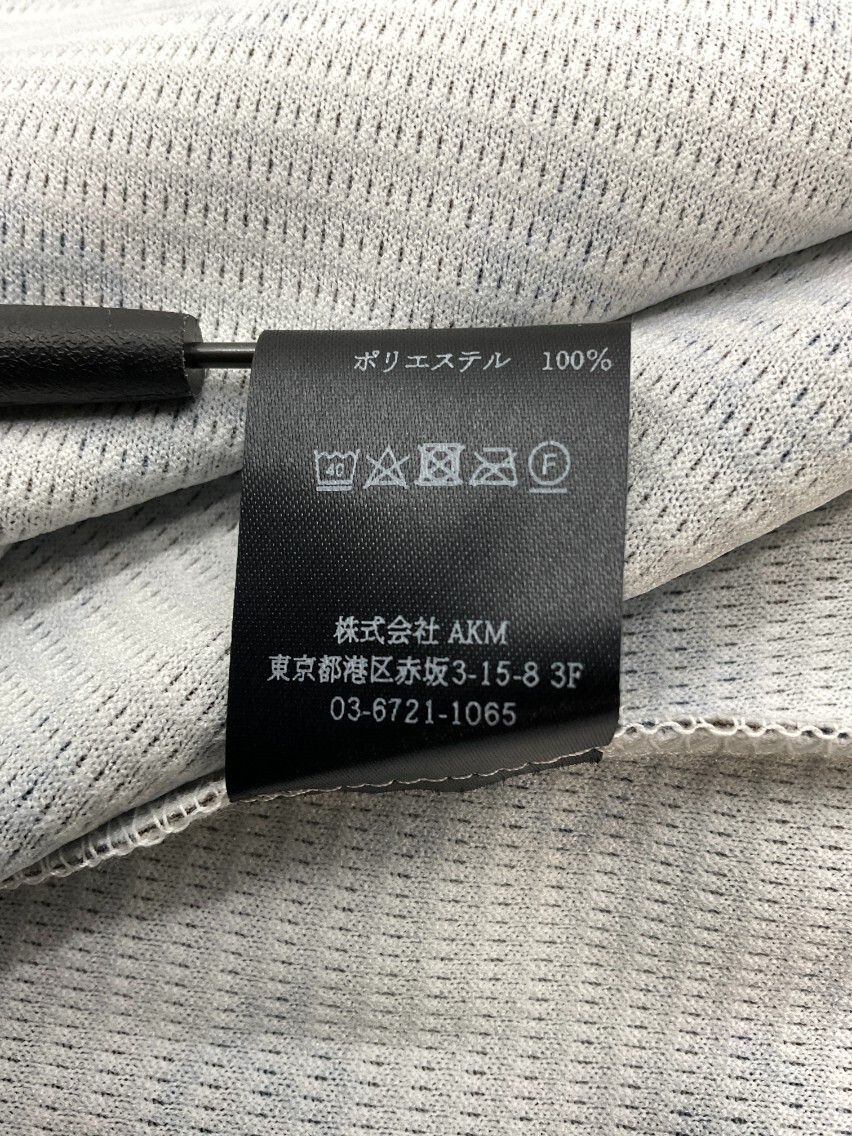 ポリエステル 100%
40
F
株式会社 AKM
東京都港区赤坂3-15-8 3F
03-6721-1065